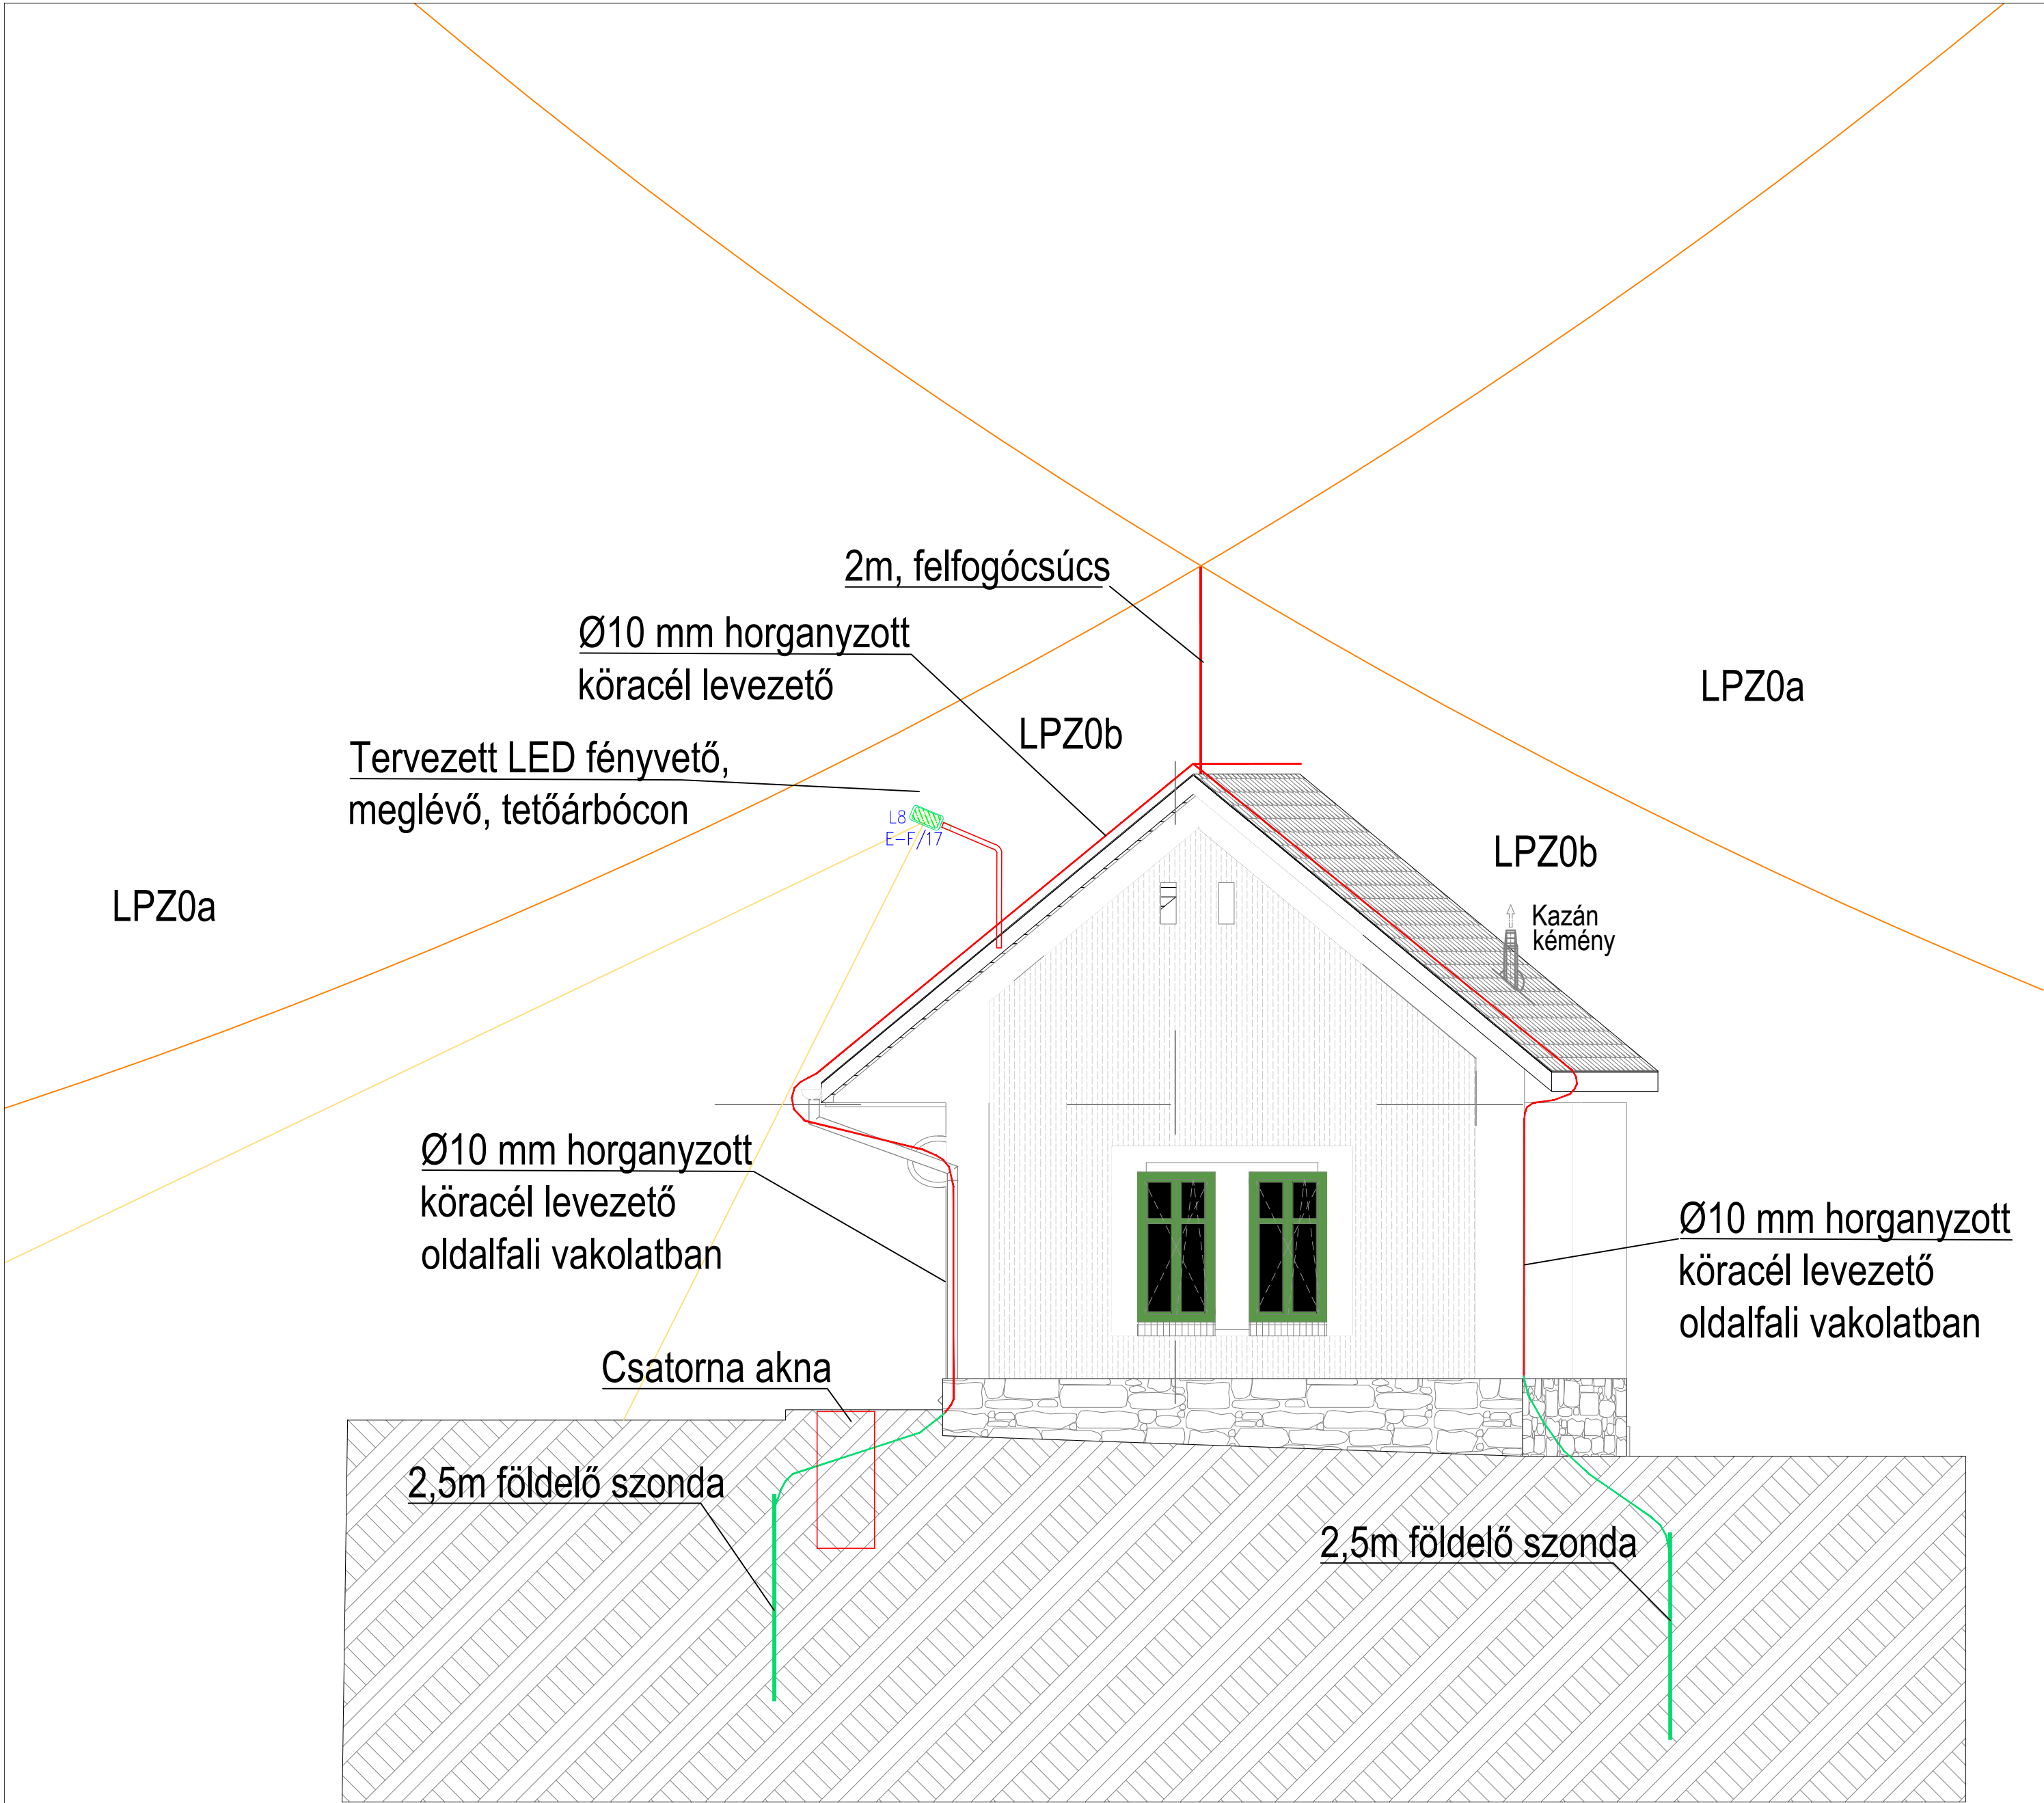 2m, felfogócsúcs
Ø10 mm horganyzott
köracél levezető
LPZ0a
LPZ0b
Tervezett LED fényvető,
meglévő, tetőárbócon
L8
E-F/17
LPZ0b
LPZ0a
Kazán
kémény
Ø10 mm horganyzott
köracél levezető
oldalfali vakolatban
Ø10 mm horganyzott
köracél levezető
oldalfali vakolatban
Csatorna akna
2,5m földelő szonda
2,5m földelő szonda